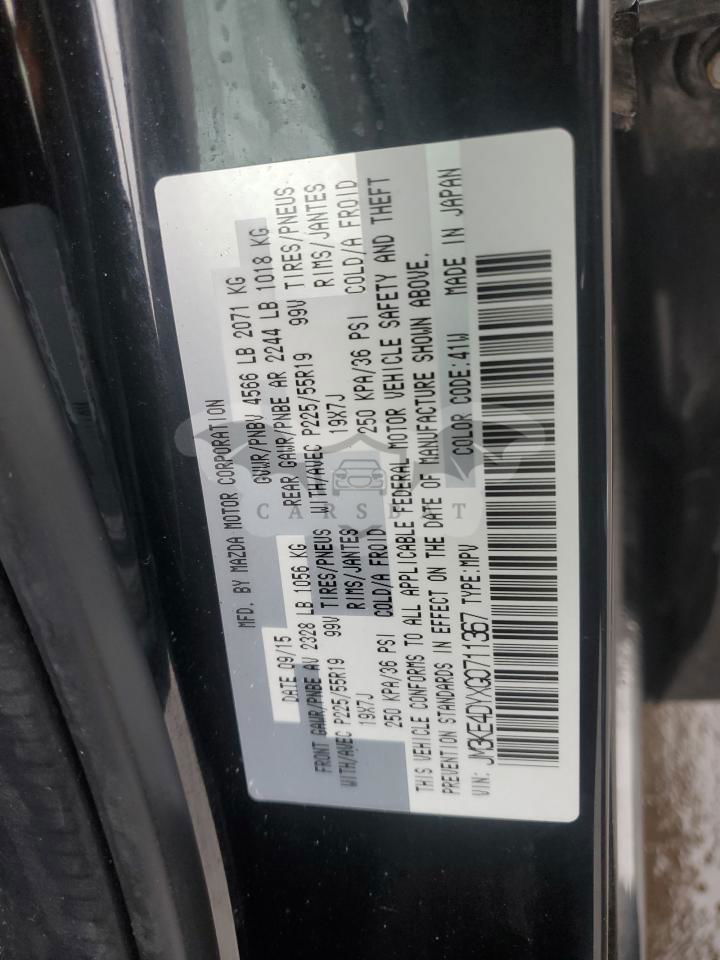 MFD. BY MAZDA MOTOR CORPORATION
DATE 09/15 GVWR/PNBV 4566 LB 2071 KG
FRONT GAWR/PNBE AV 2328 LB 1056 KG REAR GAWR/PNBE AR 2244 LB 1018 KG
WITH/AVEC P225/55R19 99V TIRES/PNEUS WITH/AVEC P225/55R19 99V TIRES/PNEUS
19X7J RIMS/JANTES 19X7J RIMS/JANTES
250 KPA/36 PSI COLD/A FROID 250 KPA/36 PSI COLD/A FROID
THIS VEHICLE CONFORMS TO ALL APPLICABLE FEDERAL MOTOR VEHICLE SAFETY AND THEFT
PREVENTION STANDARDS IN EFFECT ON THE DATE OF MANUFACTURE SHOWN ABOVE.
VIN: JM3KE4DYXG0711367 TYPE:MPV COLOR CODE:41W MADE IN JAPAN